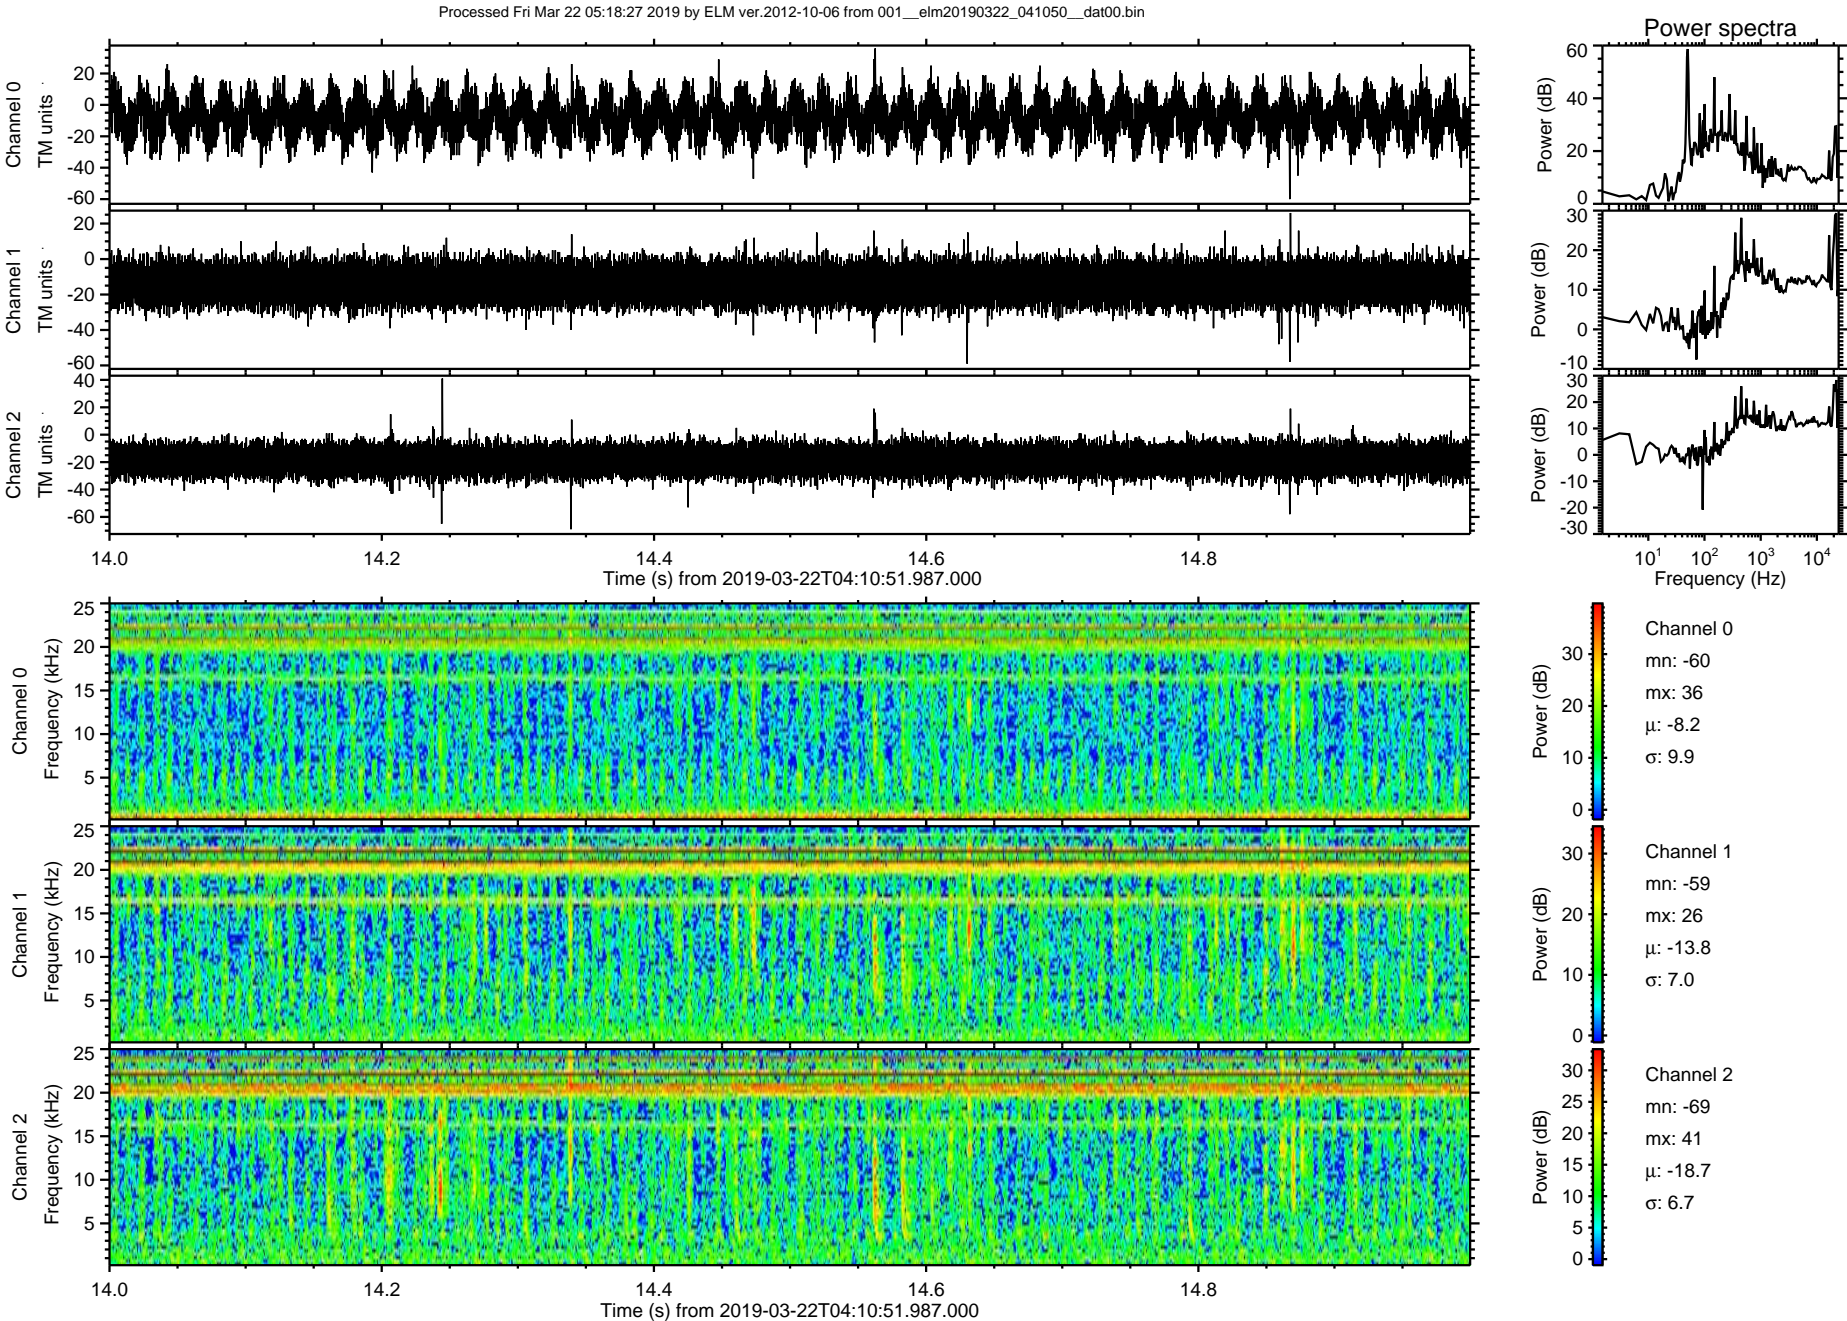 Processed Fri Mar 22 05:18:27 2019 by ELM ver.2012-10-06 from 001__elm20190322_041050__dat00.bin
Power spectra
Channel 0
TM units
20
0
-20
-40
-60
Power (dB)
60
40
20
0
Channel 1
TM units
20
0
-20
-40
-60
Power (dB)
30
20
10
0
-10
Channel 2
TM units
40
20
0
-20
-40
-60
Power (dB)
30
20
10
0
-10
-20
-30
14.0 14.2 14.4 14.6 14.8
Time (s) from 2019-03-22T04:10:51.987.000
10¹ 10² 10³ 10⁴
Frequency (Hz)
Channel 0
Frequency (kHz)
25
20
15
10
5
Power (dB)
30
20
10
0
Channel 0
mn: -60
mx: 36
μ: -8.2
σ: 9.9
Channel 1
Frequency (kHz)
25
20
15
10
5
Power (dB)
30
20
10
0
Channel 1
mn: -59
mx: 26
μ: -13.8
σ: 7.0
Channel 2
Frequency (kHz)
25
20
15
10
5
Power (dB)
30
25
20
15
10
5
0
Channel 2
mn: -69
mx: 41
μ: -18.7
σ: 6.7
14.0 14.2 14.4 14.6 14.8
Time (s) from 2019-03-22T04:10:51.987.000